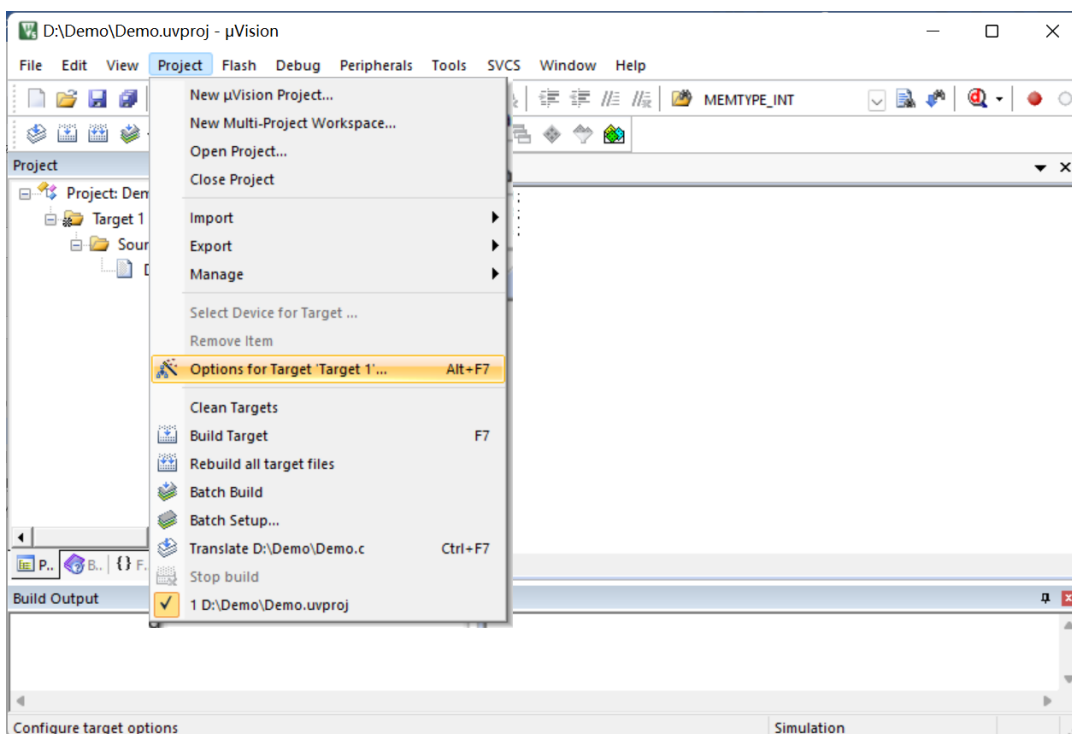 D:\Demo\Demo.uvproj - µVision
File Edit View Project Flash Debug Peripherals Tools SVCS Window Help
MEMTYPE_INT
Project
Project: Dem
Target 1
Sour
New µVision Project...
New Multi-Project Workspace...
Open Project...
Close Project
Import
Export
Manage
Select Device for Target ...
Remove Item
Options for Target 'Target 1'... Alt+F7
Clean Targets
Build Target F7
Rebuild all target files
Batch Build
Batch Setup...
Translate D:\Demo\Demo.c Ctrl+F7
Stop build
1 D:\Demo\Demo.uvproj
P.. B.. {} F..
Build Output
Configure target options Simulation